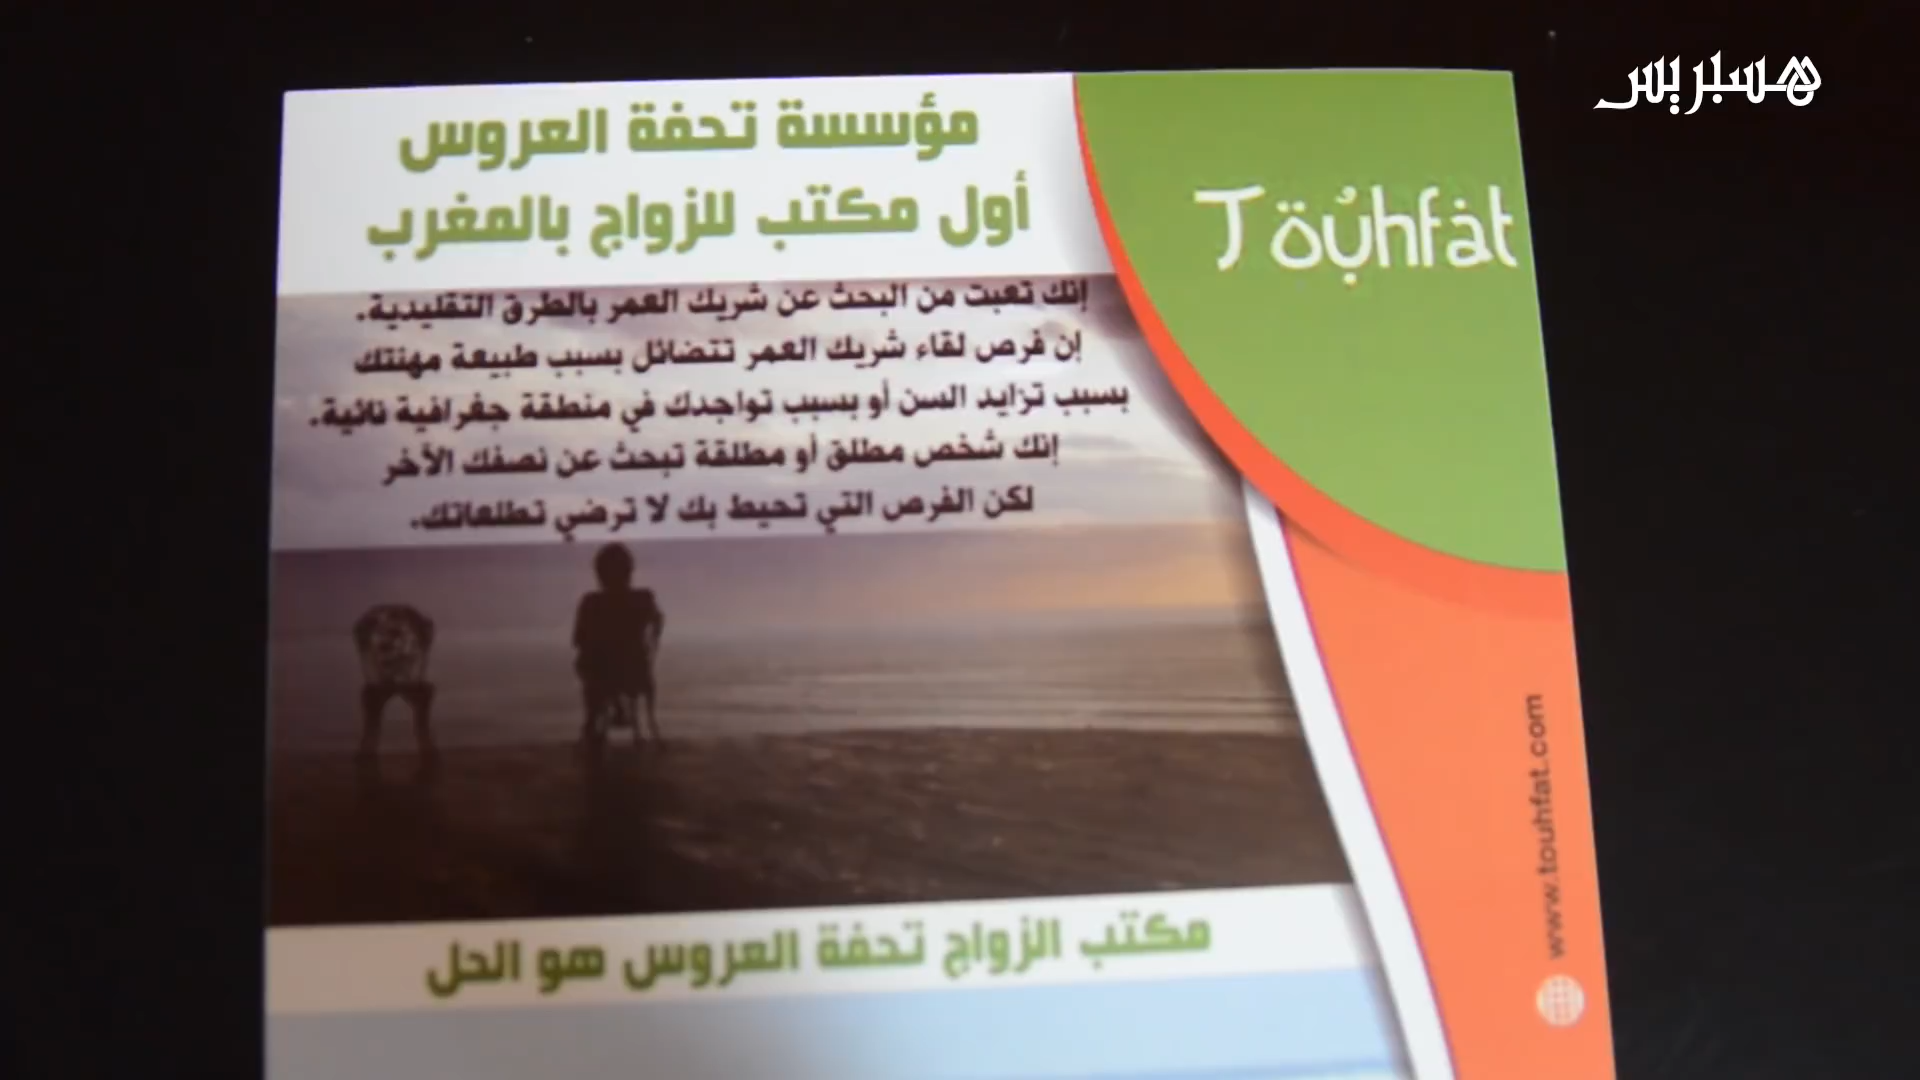 هسبريس
مؤسسة تحفة العروس
أول مكتب للزواج بالمغرب
Touhfat
إنك تعبت من البحث عن شريك العمر بالطرق التقليدية.
إن فرص لقاء شريك العمر تتضائل بسبب طبيعة مهنتك
بسبب تزايد السن أو بسبب تواجدك في منطقة جغرافية نائية.
إنك شخص مطلق أو مطلقة تبحث عن نصفك الآخر
لكن الفرص التي تحيط بك لا ترضي تطلعاتك.
مكتب الزواج تحفة العروس هو الحل
www.touhfat.com